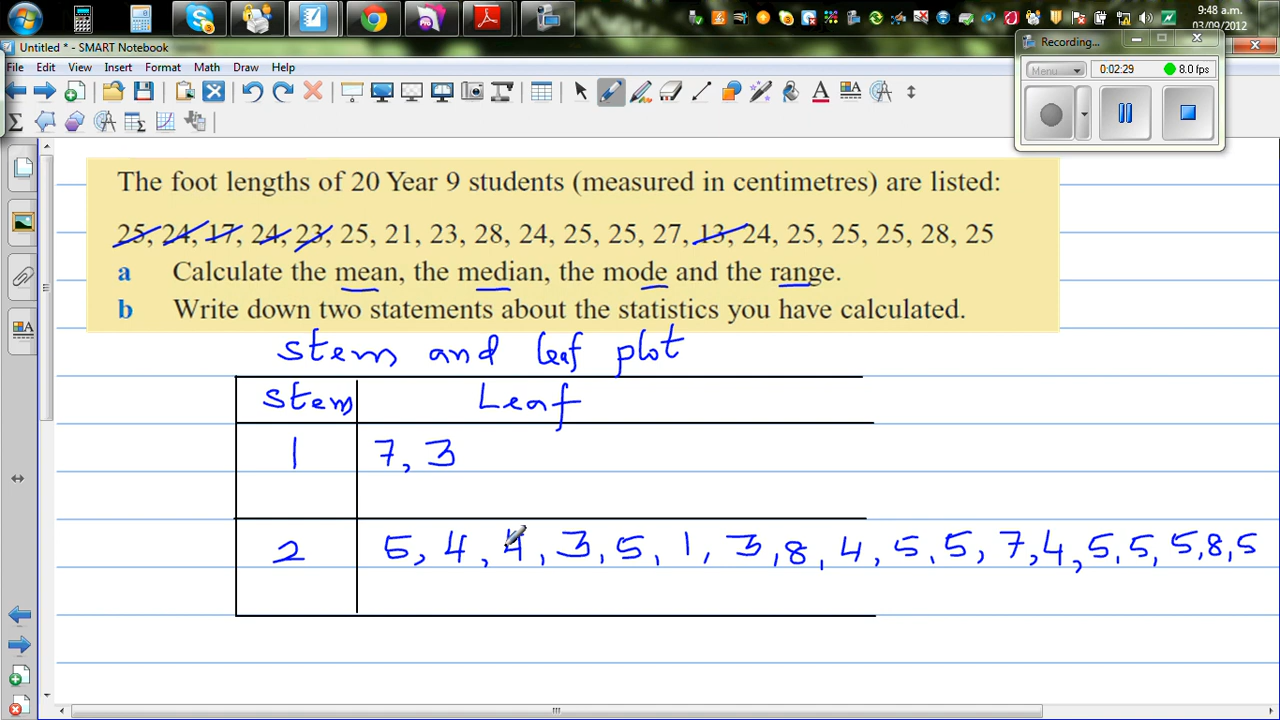 9:48 a.m.
03/09/2012
Untitled * - SMART Notebook
Recording...
File Edit View Insert Format Math Draw Help
Menu
0:02:29
8.0 fps
The foot lengths of 20 Year 9 students (measured in centimetres) are listed:
25, 24, 17, 24, 23, 25, 21, 23, 28, 24, 25, 25, 27, 13, 24, 25, 25, 25, 28, 25
a Calculate the mean, the median, the mode and the range.
b Write down two statements about the statistics you have calculated.
stem and leaf plot
Stem Leaf
1 7, 3
2 5, 4, 4, 3, 5, 1, 3, 8, 4, 5, 5, 7, 4, 5, 5, 5, 8, 5